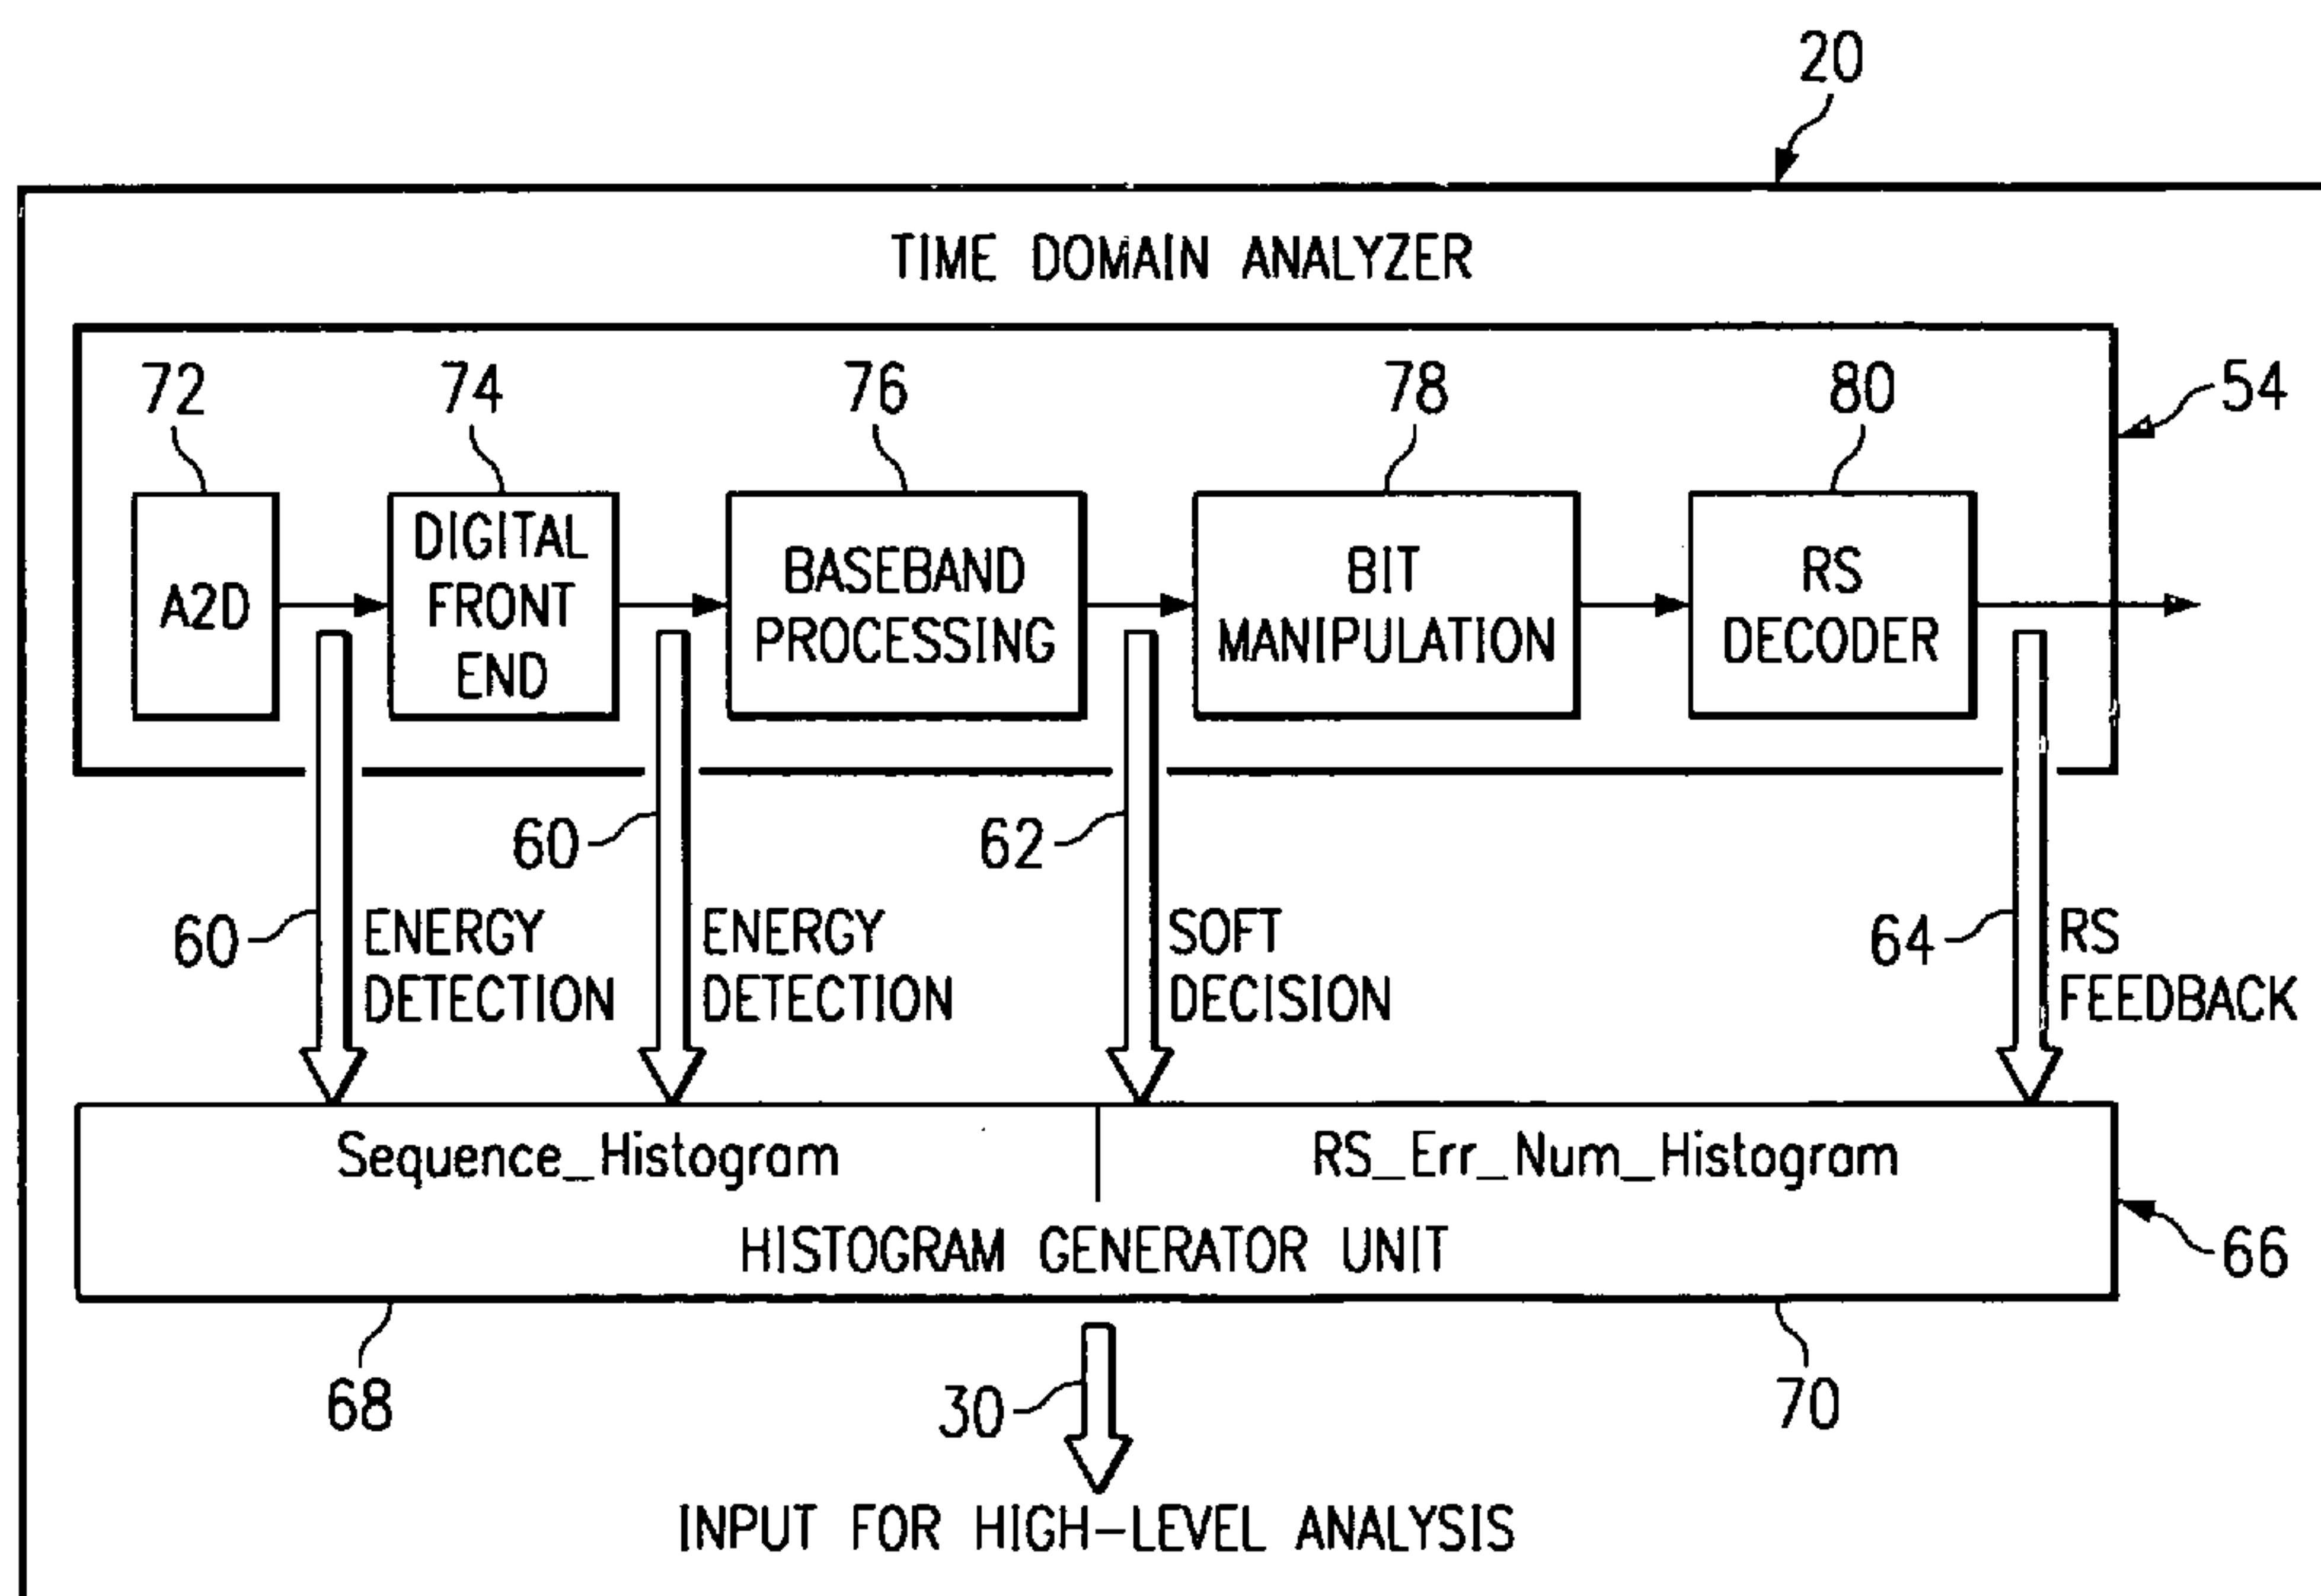 20
TIME DOMAIN ANALYZER
72
74
76
78
80
54
A2D
DIGITAL
FRONT
END
BASEBAND
PROCESSING
BIT
MANIPULATION
RS
DECODER
60
ENERGY
DETECTION
60
ENERGY
DETECTION
62
SOFT
DECISION
64
RS
FEEDBACK
Sequence_Histogram
RS_Err_Num_Histogram
HISTOGRAM GENERATOR UNIT
66
68
70
30
INPUT FOR HIGH-LEVEL ANALYSIS